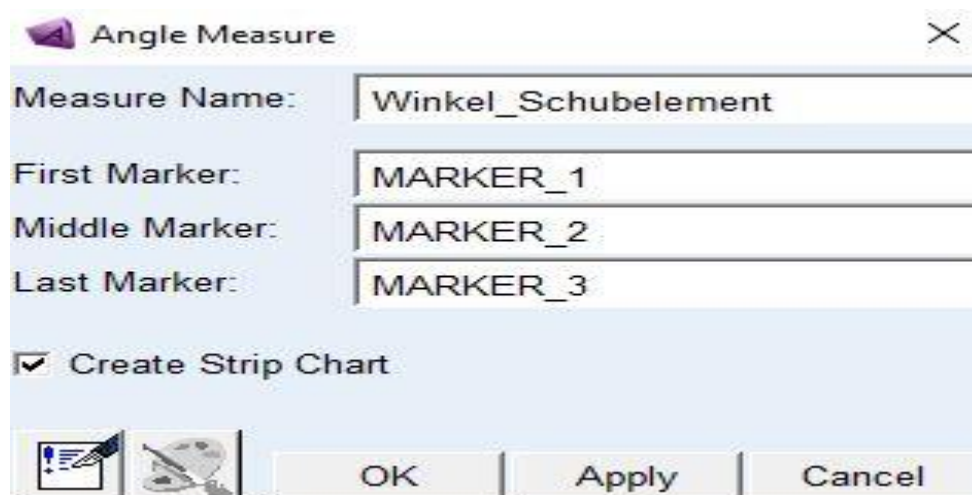 Angle Measure
Measure Name: Winkel_Schubelement
First Marker: MARKER_1
Middle Marker: MARKER_2
Last Marker: MARKER_3
Create Strip Chart
OK Apply Cancel